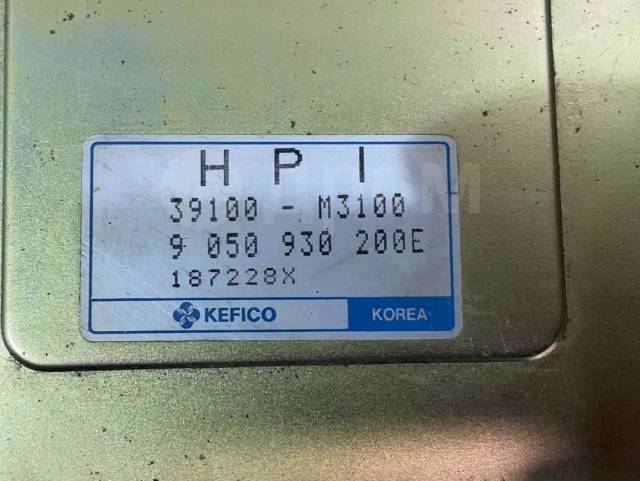 H P I
39100 - M3100
9 050 930 200E
187228X
KEFICO KOREA